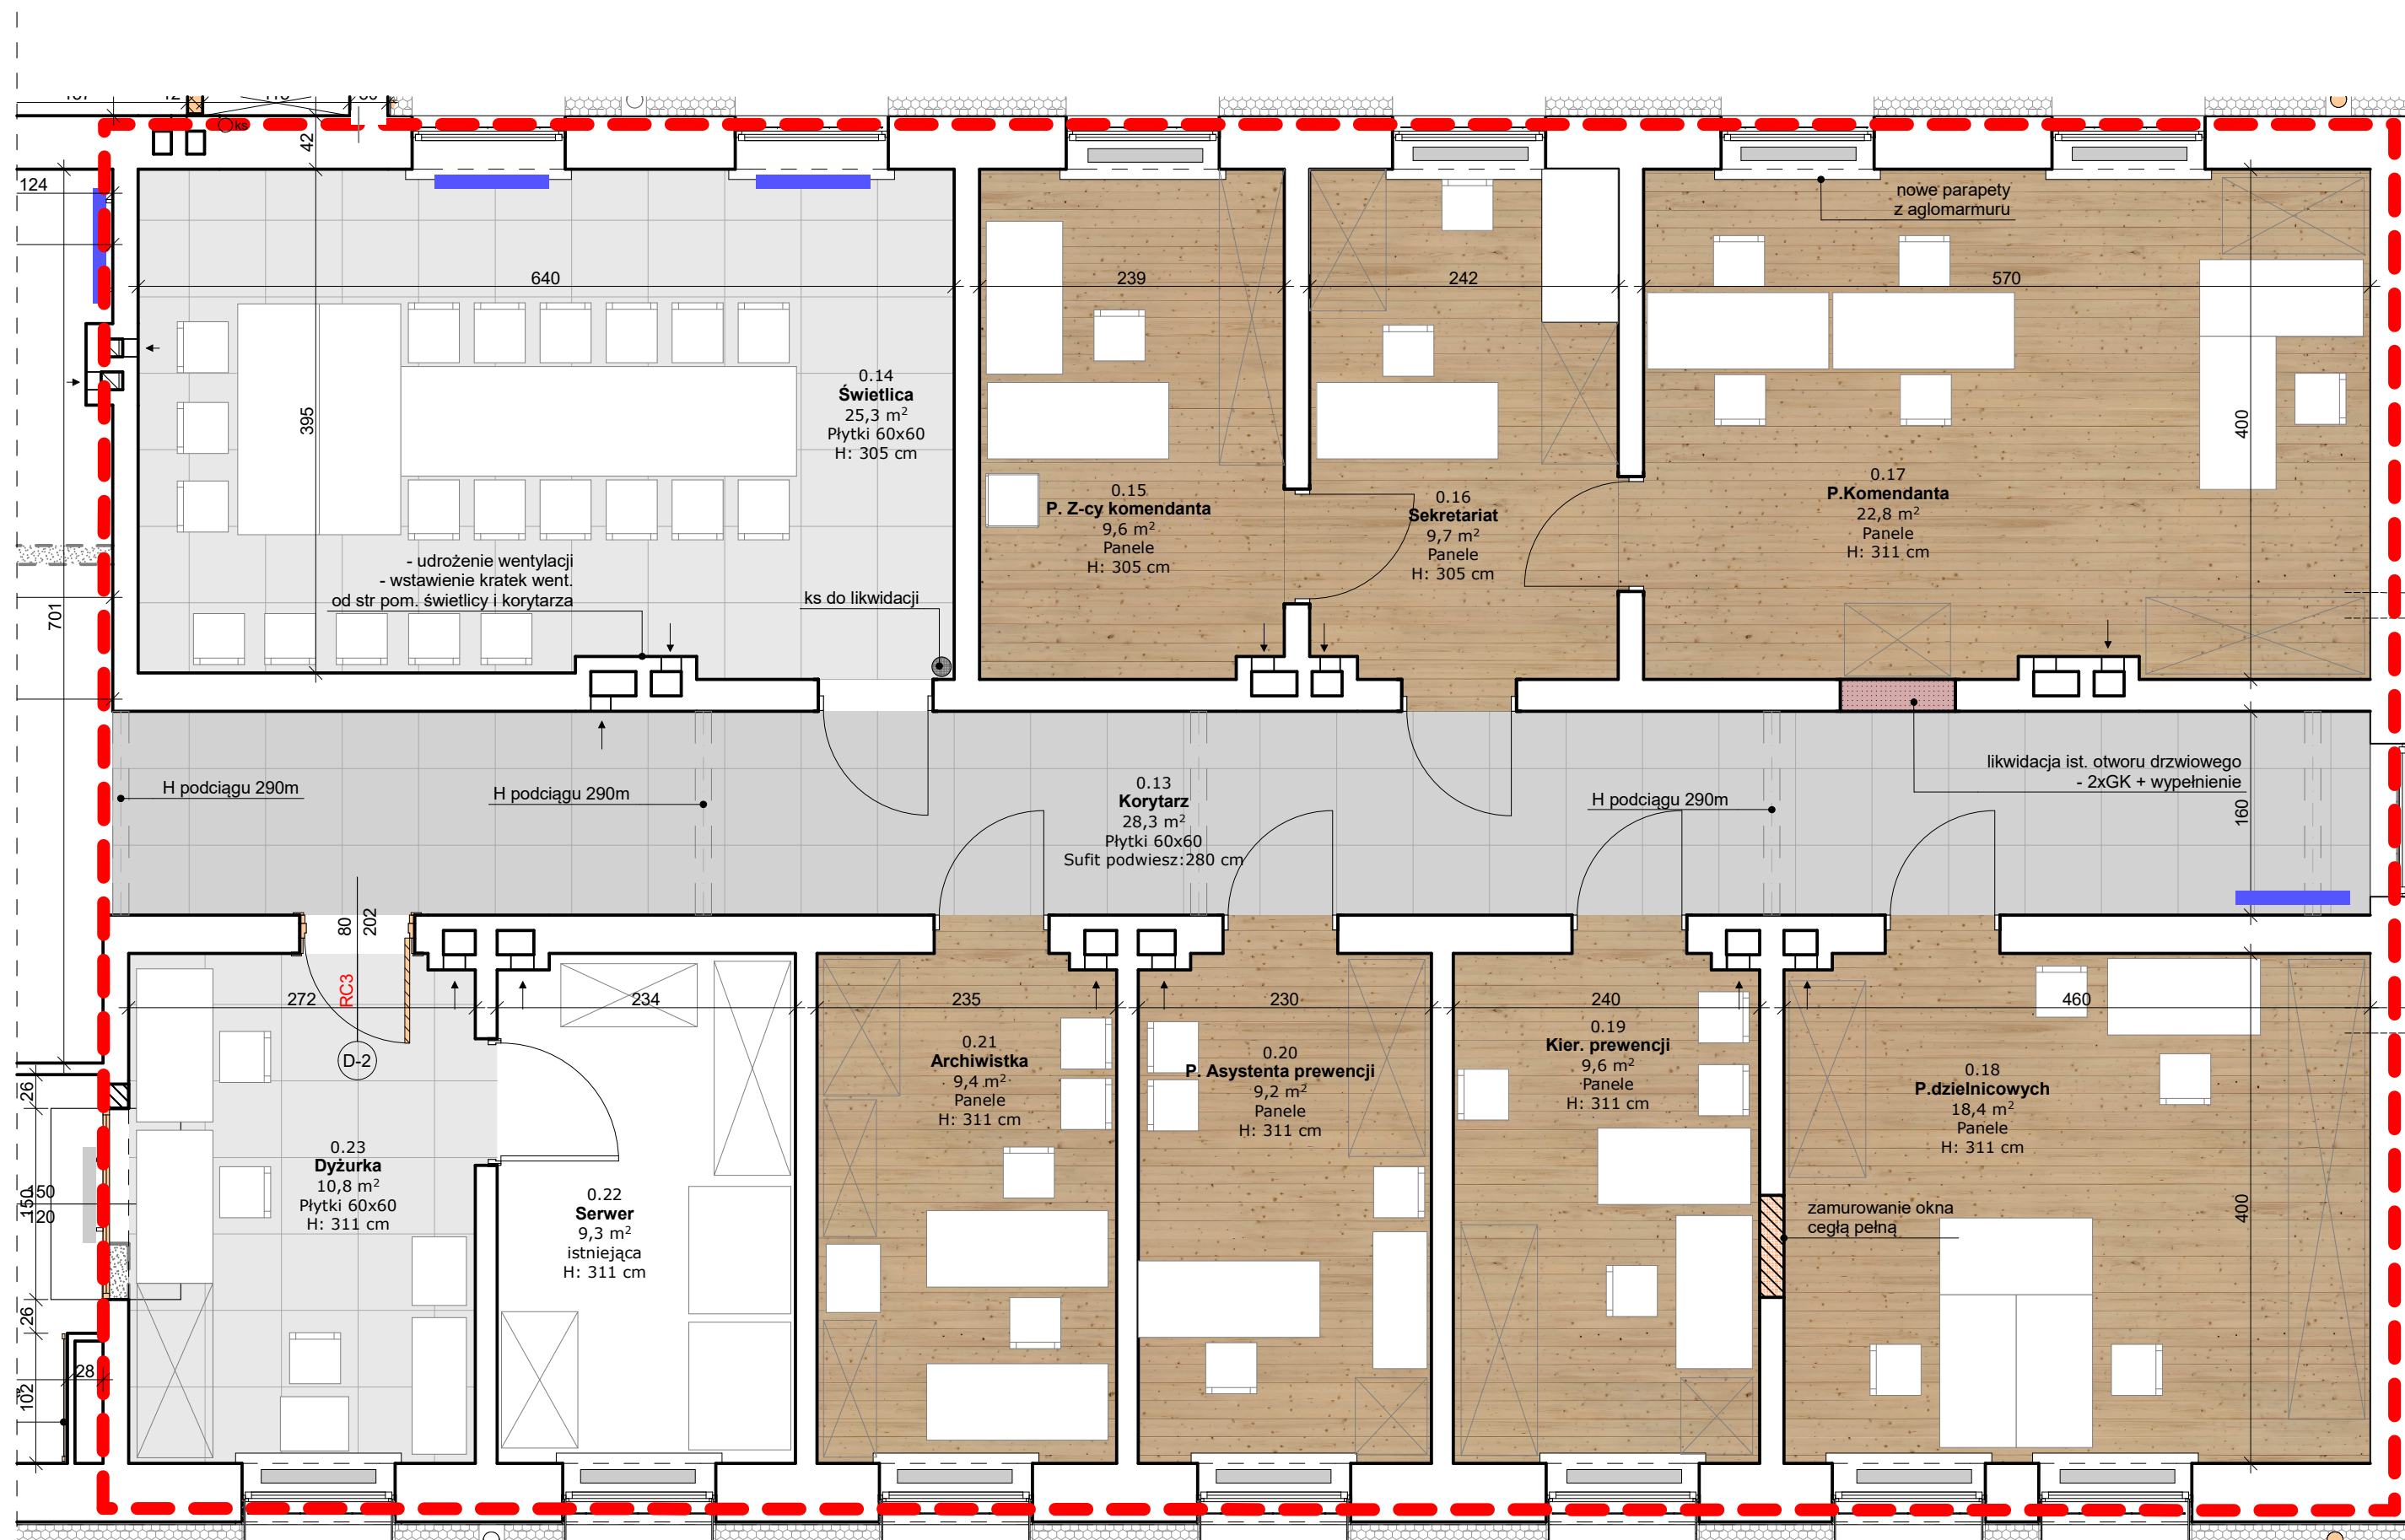 12
ks
42
124
nowe parapety
z aglomarmuru
640
239
242
570
395
400
701
0.14
Świetlica
25,3 m²
Płytki 60x60
H: 305 cm
0.15
P. Z-cy komendanta
9,6 m²
Panele
H: 305 cm
0.16
Sekretariat
9,7 m²
Panele
H: 305 cm
0.17
P.Komendanta
22,8 m²
Panele
H: 311 cm
- udrożenie wentylacji
- wstawienie kratek went.
od str pom. świetlicy i korytarza
ks do likwidacji
H podciągu 290m
H podciągu 290m
0.13
Korytarz
28,3 m²
Płytki 60x60
Sufit podwiesz:280 cm
H podciągu 290m
likwidacja ist. otworu drzwiowego
- 2xGK + wypełnienie
160
80
202
RC3
D-2
272
234
235
230
240
460
26
150
150
120
26
28
102
0.23
Dyżurka
10,8 m²
Płytki 60x60
H: 311 cm
0.22
Serwer
9,3 m²
istniejąca
H: 311 cm
0.21
Archiwistka
9,4 m²
Panele
H: 311 cm
0.20
P. Asystenta prewencji
9,2 m²
Panele
H: 311 cm
0.19
Kier. prewencji
9,6 m²
Panele
H: 311 cm
0.18
P.dzielnicowych
18,4 m²
Panele
H: 311 cm
zamurowanie okna
cegłą pełną
400